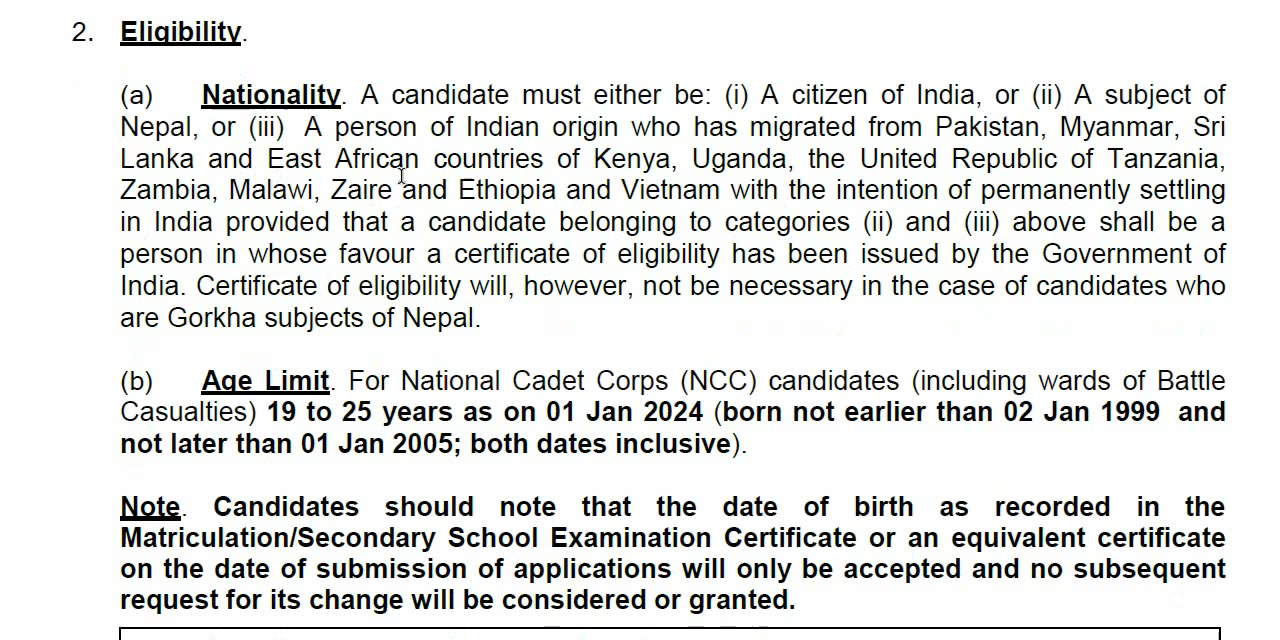 2. Eligibility.
(a) Nationality. A candidate must either be: (i) A citizen of India, or (ii) A subject of
Nepal, or (iii) A person of Indian origin who has migrated from Pakistan, Myanmar, Sri
Lanka and East African countries of Kenya, Uganda, the United Republic of Tanzania,
Zambia, Malawi, Zaire and Ethiopia and Vietnam with the intention of permanently settling
in India provided that a candidate belonging to categories (ii) and (iii) above shall be a
person in whose favour a certificate of eligibility has been issued by the Government of
India. Certificate of eligibility will, however, not be necessary in the case of candidates who
are Gorkha subjects of Nepal.
(b) Age Limit. For National Cadet Corps (NCC) candidates (including wards of Battle
Casualties) 19 to 25 years as on 01 Jan 2024 (born not earlier than 02 Jan 1999 and
not later than 01 Jan 2005; both dates inclusive).
Note. Candidates should note that the date of birth as recorded in the
Matriculation/Secondary School Examination Certificate or an equivalent certificate
on the date of submission of applications will only be accepted and no subsequent
request for its change will be considered or granted.